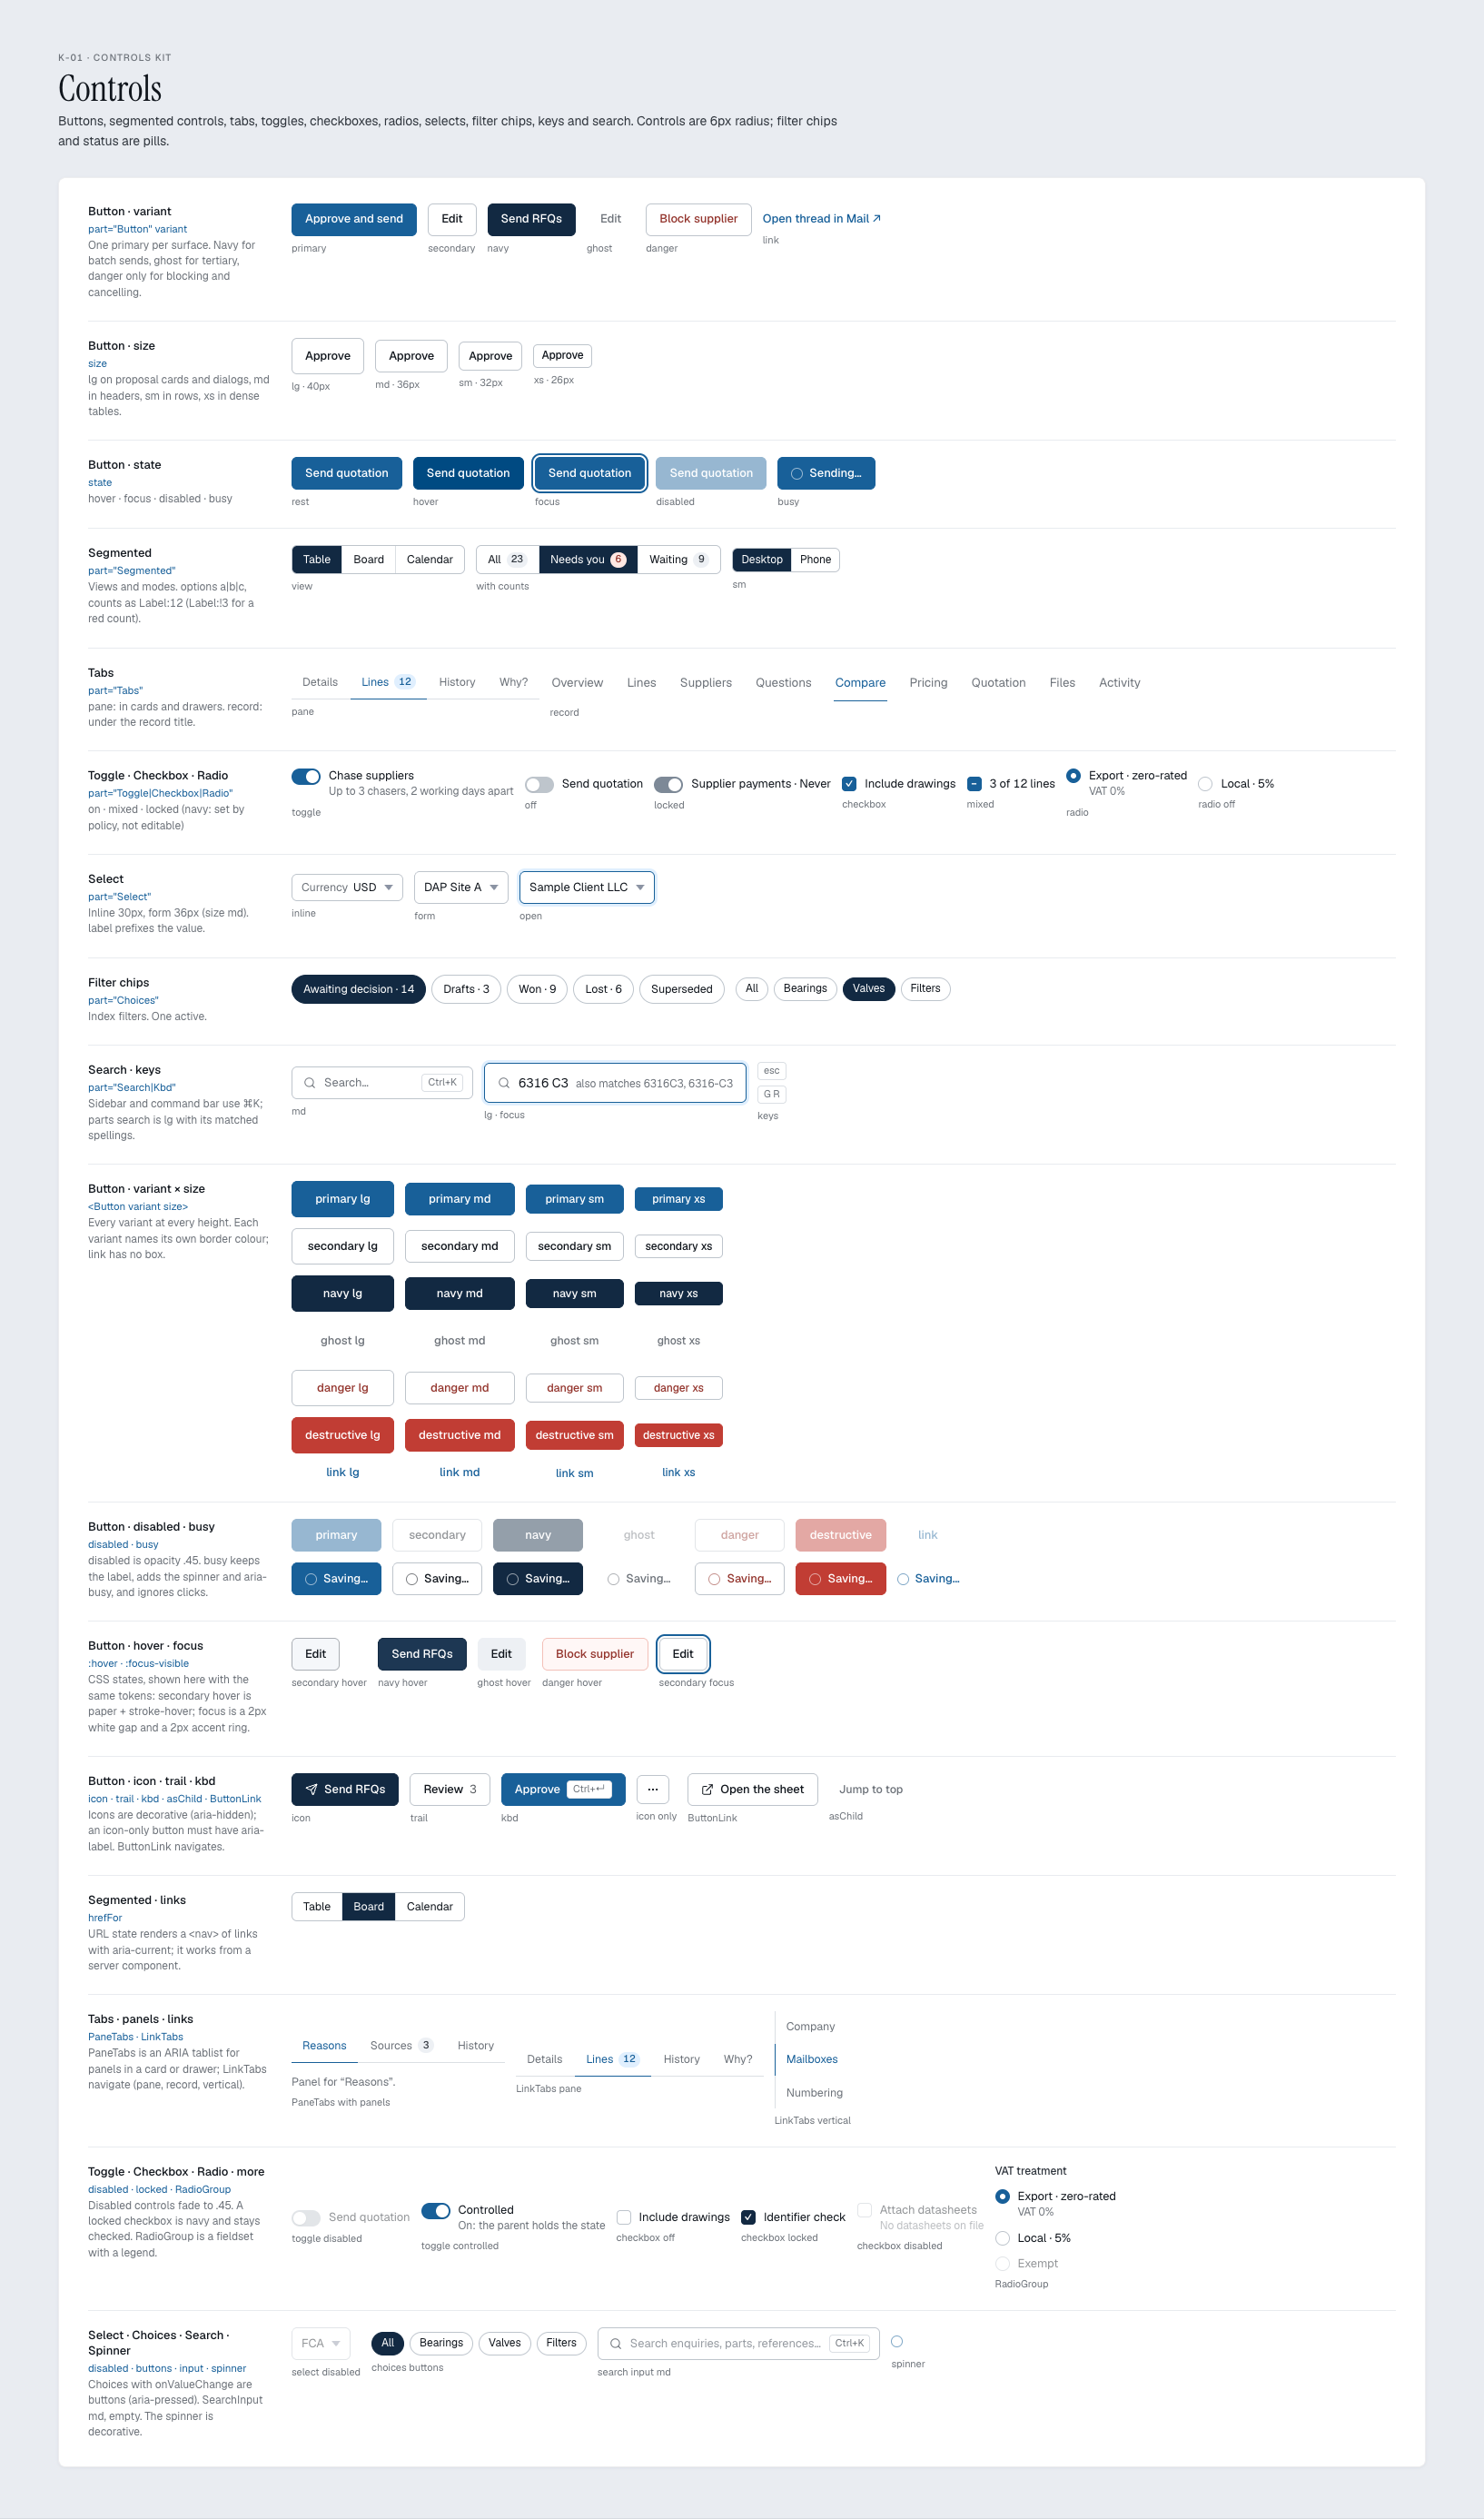 K-01 · CONTROLS KIT
Controls
Buttons, segmented controls, tabs, toggles, checkboxes, radios, selects, filter chips, keys and search. Controls are 6px radius; filter chips
and status are pills.
Button · variant
part="Button" variant
One primary per surface. Navy for
batch sends, ghost for tertiary,
danger only for blocking and
cancelling.
Approve and send Edit Send RFQs Edit Block supplier Open thread in Mail ↗
primary secondary navy ghost danger link
Button · size
size
lg on proposal cards and dialogs, md
in headers, sm in rows, xs in dense
tables.
Approve Approve Approve Approve
lg · 40px md · 36px sm · 32px xs · 26px
Button · state
state
hover · focus · disabled · busy
Send quotation Send quotation Send quotation Send quotation Sending…
rest hover focus disabled busy
Segmented
part="Segmented"
Views and modes. options a|b|c,
counts as Label:12 (Label:!3 for a
red count).
Table Board Calendar All 23 Needs you 6 Waiting 9 Desktop Phone
view with counts sm
Tabs
part="Tabs"
pane: in cards and drawers. record:
under the record title.
Details Lines 12 History Why? Overview Lines Suppliers Questions Compare Pricing Quotation Files Activity
pane record
Toggle · Checkbox · Radio
part="Toggle|Checkbox|Radio"
on · mixed · locked (navy: set by
policy, not editable)
Chase suppliers
Up to 3 chasers, 2 working days apart
toggle
Send quotation
off
Supplier payments · Never
locked
Include drawings
checkbox
3 of 12 lines
mixed
Export · zero-rated
VAT 0%
radio
Local · 5%
radio off
Select
part="Select"
Inline 30px, form 36px (size md).
label prefixes the value.
Currency USD DAP Site A Sample Client LLC
inline form open
Filter chips
part="Choices"
Index filters. One active.
Awaiting decision · 14 Drafts · 3 Won · 9 Lost · 6 Superseded All Bearings Valves Filters
Search · keys
part="Search|Kbd"
Sidebar and command bar use ⌘K;
parts search is lg with its matched
spellings.
Search… Ctrl+K
md
6316 C3 also matches 6316C3, 6316-C3
lg · focus
esc
G R
keys
Button · variant × size
<Button variant size>
Every variant at every height. Each
variant names its own border colour;
link has no box.
primary lg primary md primary sm primary xs
secondary lg secondary md secondary sm secondary xs
navy lg navy md navy sm navy xs
ghost lg ghost md ghost sm ghost xs
danger lg danger md danger sm danger xs
destructive lg destructive md destructive sm destructive xs
link lg link md link sm link xs
Button · disabled · busy
disabled · busy
disabled is opacity .45. busy keeps
the label, adds the spinner and aria-
busy, and ignores clicks.
primary secondary navy ghost danger destructive link
Saving… Saving… Saving… Saving… Saving… Saving… Saving…
Button · hover · focus
:hover · :focus-visible
CSS states, shown here with the
same tokens: secondary hover is
paper + stroke-hover; focus is a 2px
white gap and a 2px accent ring.
Edit Send RFQs Edit Block supplier Edit
secondary hover navy hover ghost hover danger hover secondary focus
Button · icon · trail · kbd
icon · trail · kbd · asChild · ButtonLink
Icons are decorative (aria-hidden);
an icon-only button must have aria-
label. ButtonLink navigates.
Send RFQs Review 3 Approve Ctrl+↵ ··· Open the sheet Jump to top
icon trail kbd icon only ButtonLink asChild
Segmented · links
hrefFor
URL state renders a <nav> of links
with aria-current; it works from a
server component.
Table Board Calendar
Tabs · panels · links
PaneTabs · LinkTabs
PaneTabs is an ARIA tablist for
panels in a card or drawer; LinkTabs
navigate (pane, record, vertical).
Reasons Sources 3 History
Panel for “Reasons”.
PaneTabs with panels
Details Lines 12 History Why?
LinkTabs pane
Company
Mailboxes
Numbering
LinkTabs vertical
Toggle · Checkbox · Radio · more
disabled · locked · RadioGroup
Disabled controls fade to .45. A
locked checkbox is navy and stays
checked. RadioGroup is a fieldset
with a legend.
Send quotation
toggle disabled
Controlled
On: the parent holds the state
toggle controlled
Include drawings
checkbox off
Identifier check
checkbox locked
Attach datasheets
No datasheets on file
checkbox disabled
VAT treatment
Export · zero-rated
VAT 0%
Local · 5%
Exempt
RadioGroup
Select · Choices · Search ·
Spinner
disabled · buttons · input · spinner
Choices with onValueChange are
buttons (aria-pressed). SearchInput
md, empty. The spinner is
decorative.
FCA All Bearings Valves Filters Search enquiries, parts, references… Ctrl+K
select disabled choices buttons search input md spinner